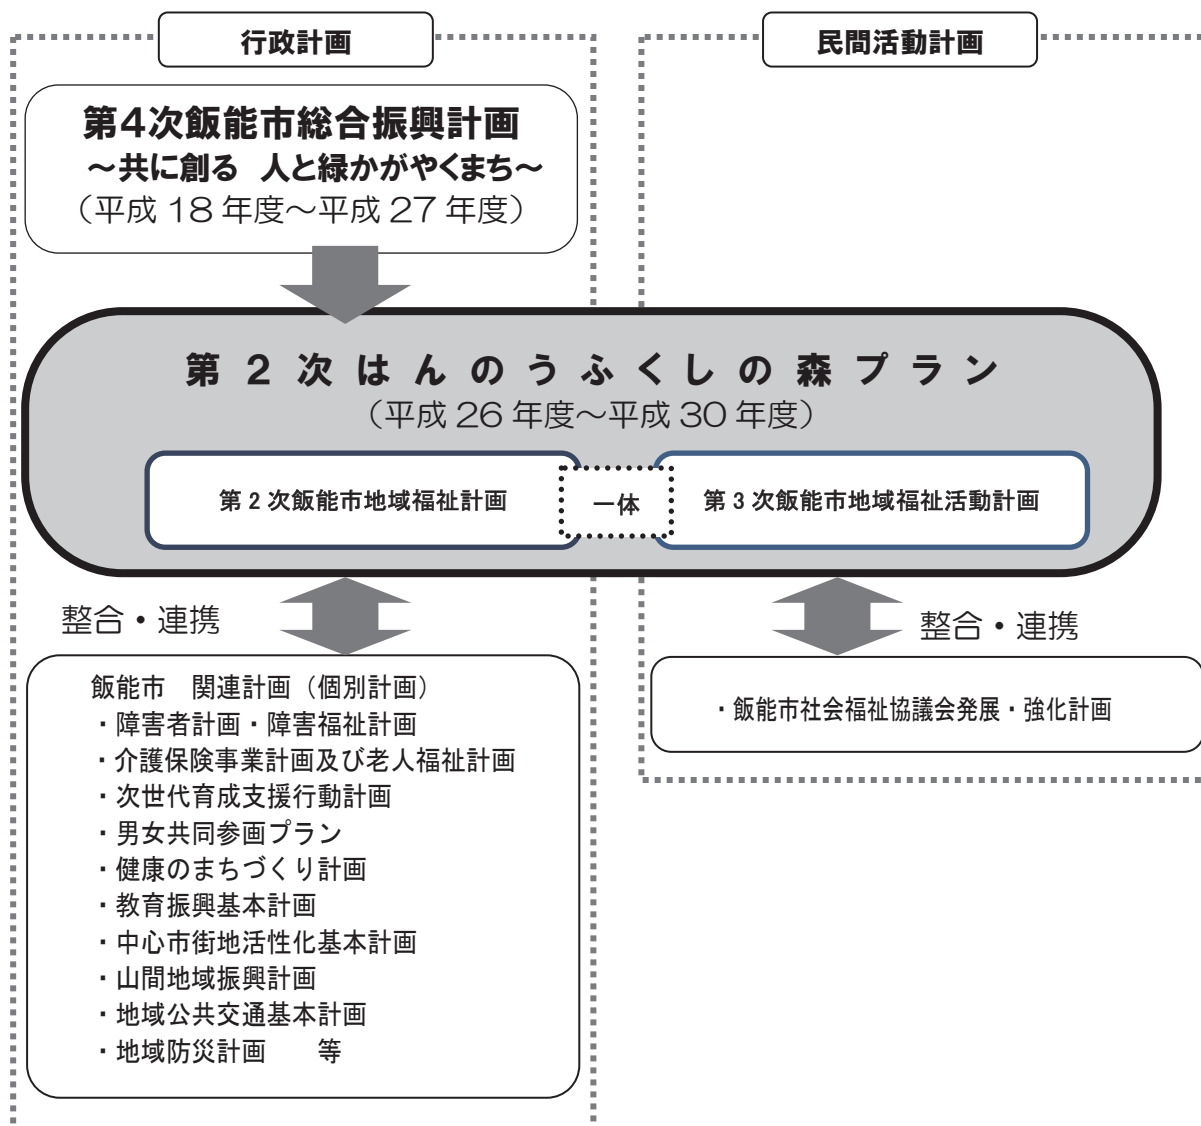 行政計画
民間活動計画
第4次飯能市総合振興計画
～共に創る　人と緑かがやくまち～
（平成 18 年度～平成 27 年度）
第２次はんのうふくしの森プラン
（平成 26 年度～平成 30 年度）
第２次飯能市地域福祉計画
一体
第３次飯能市地域福祉活動計画
整合・連携
整合・連携
飯能市　関連計画（個別計画）
・障害者計画・障害福祉計画
・介護保険事業計画及び老人福祉計画
・次世代育成支援行動計画
・男女共同参画プラン
・健康のまちづくり計画
・教育振興基本計画
・中心市街地活性化基本計画
・山間地域振興計画
・地域公共交通基本計画
・地域防災計画　　等
・飯能市社会福祉協議会発展・強化計画